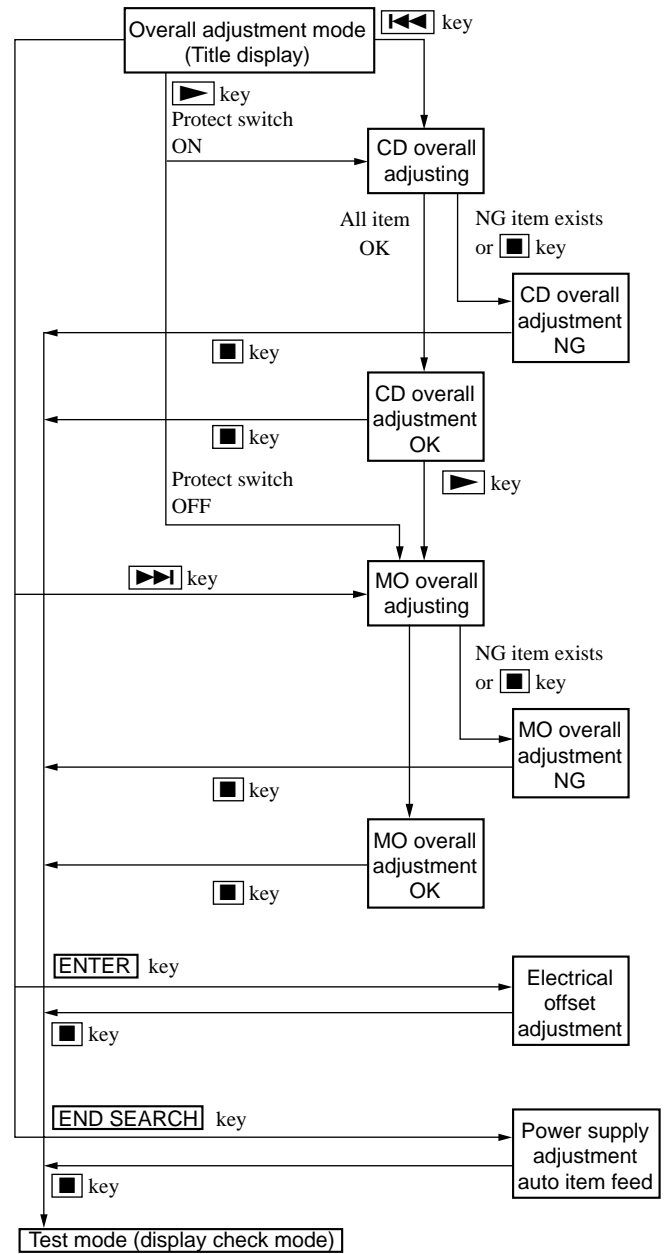 Overall adjustment mode
(Title display)
key
key
Protect switch
ON
CD overall
adjusting
All item
OK
NG item exists
or key
CD overall
adjustment
NG
key
CD overall
adjustment
OK
key
key
Protect switch
OFF
key
MO overall
adjusting
NG item exists
or key
MO overall
adjustment
NG
key
MO overall
adjustment
OK
key
ENTER key
Electrical
offset
adjustment
key
END SEARCH key
Power supply
adjustment
auto item feed
key
Test mode (display check mode)